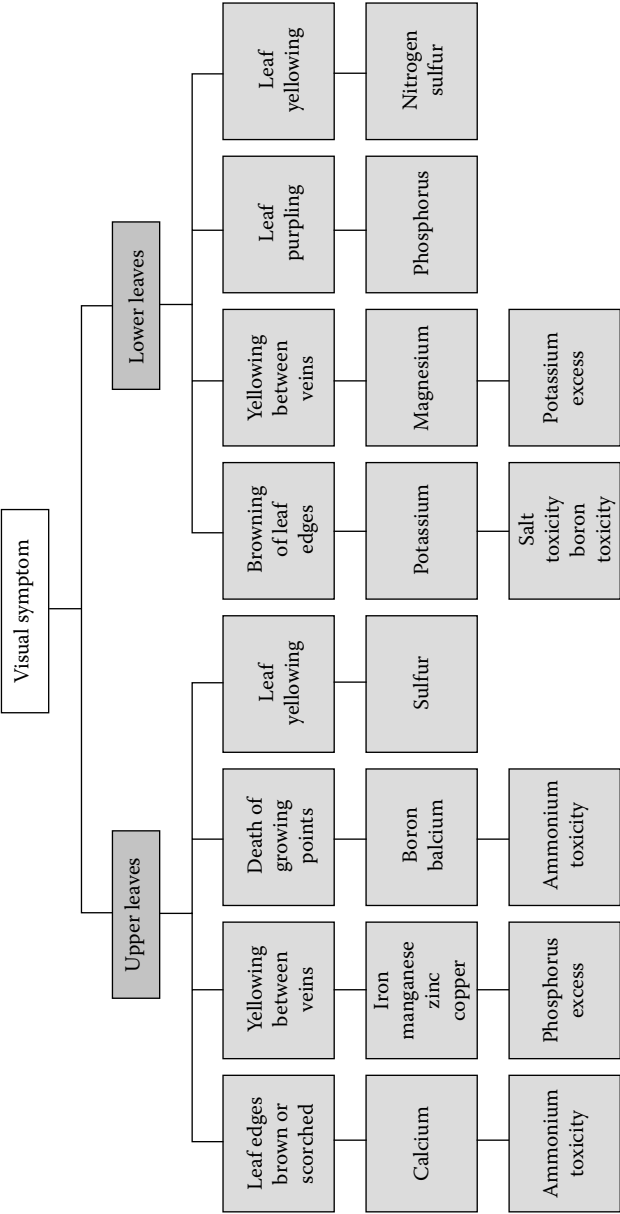 Visual symptom
Upper leaves
Lower leaves
Leaf edges
brown or
scorched
Yellowing
between
veins
Death of
growing
points
Leaf
yellowing
Browning
of leaf
edges
Yellowing
between
veins
Leaf
purpling
Leaf
yellowing
Calcium
Iron
manganese
zinc
copper
Boron
balcium
Sulfur
Potassium
Magnesium
Phosphorus
Nitrogen
sulfur
Ammonium
toxicity
Phosphorus
excess
Ammonium
toxicity
Salt
toxicity
boron
toxicity
Potassium
excess